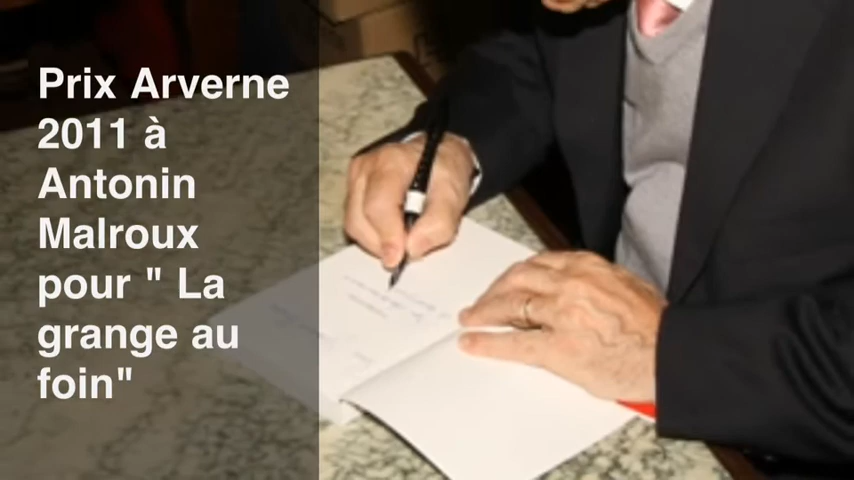 Prix Arverne
2011 à
Antonin
Malroux
pour " La
grange au
foin"